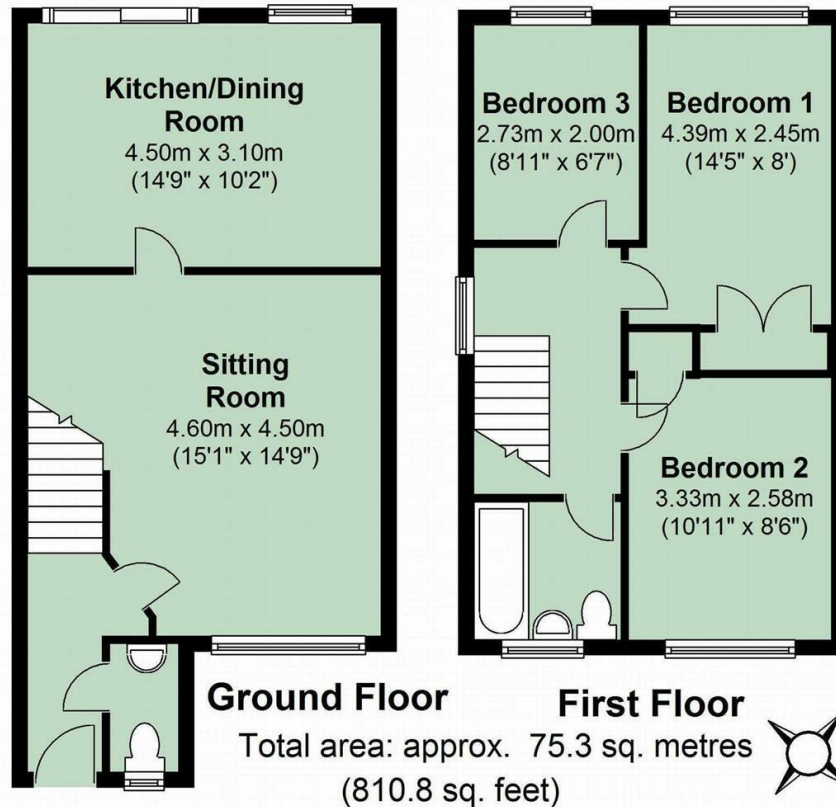 Kitchen/Dining
Room
4.50m x 3.10m
(14'9" x 10'2")
Sitting
Room
4.60m x 4.50m
(15'1" x 14'9")
Bedroom 3
2.73m x 2.00m
(8'11" x 6'7")
Bedroom 1
4.39m x 2.45m
(14'5" x 8')
Bedroom 2
3.33m x 2.58m
(10'11" x 8'6")
Ground Floor
First Floor
Total area: approx. 75.3 sq. metres
(810.8 sq. feet)